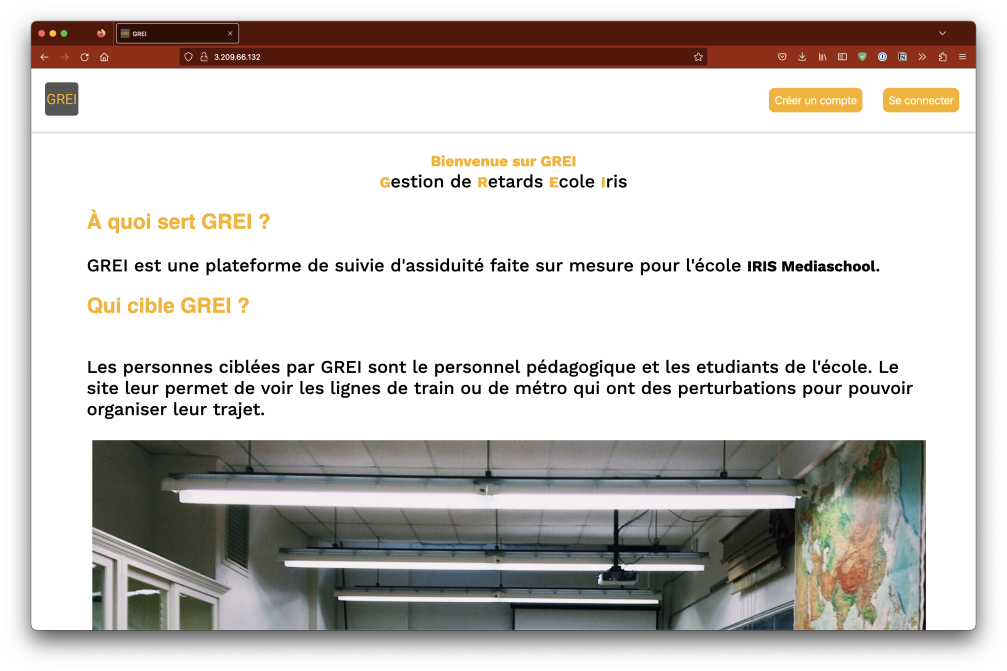 GREI
3.209.66.132
GREI
Créer un compte
Se connecter
Bienvenue sur GREI
Gestion de Retards Ecole Iris
À quoi sert GREI ?
GREI est une plateforme de suivie d'assiduité faite sur mesure pour l'école IRIS Mediaschool.
Qui cible GREI ?
Les personnes ciblées par GREI sont le personnel pédagogique et les etudiants de l'école. Le
site leur permet de voir les lignes de train ou de métro qui ont des perturbations pour pouvoir
organiser leur trajet.